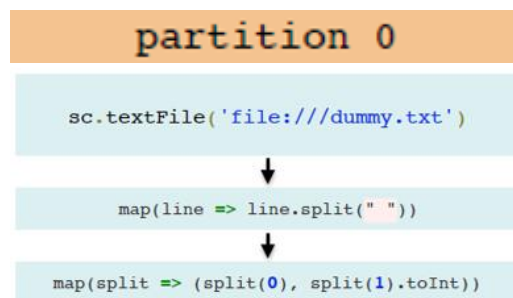 partition 0
sc.textFile('file:///dummy.txt')
map(line => line.split(" "))
map(split => (split(0), split(1).toInt))